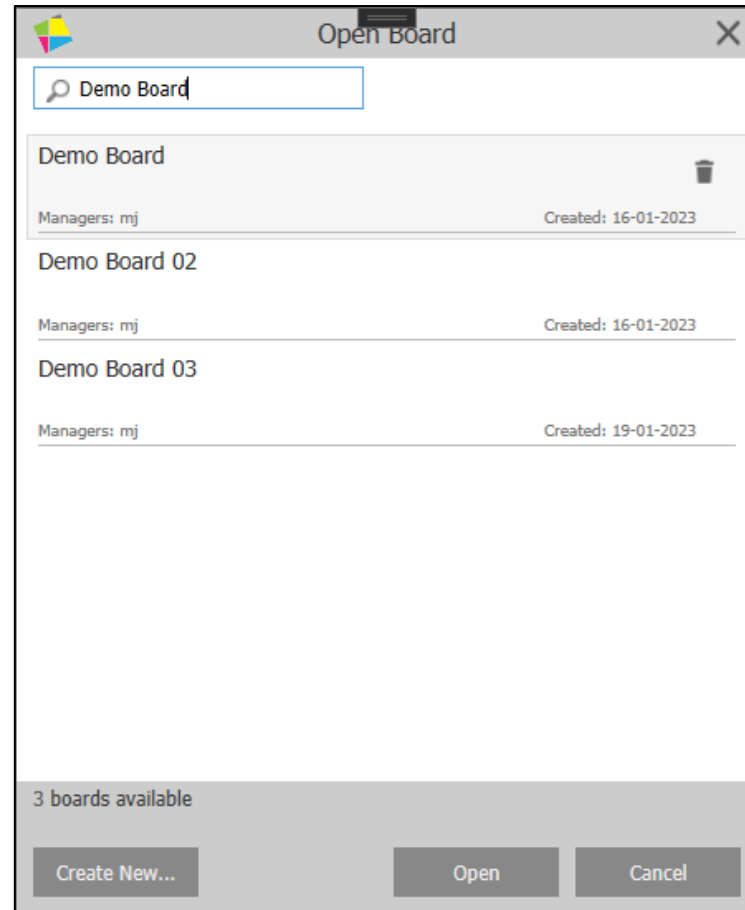 Open Board
Demo Board
Demo Board
Managers: mj Created: 16-01-2023
Demo Board 02
Managers: mj Created: 16-01-2023
Demo Board 03
Managers: mj Created: 19-01-2023
3 boards available
Create New... Open Cancel